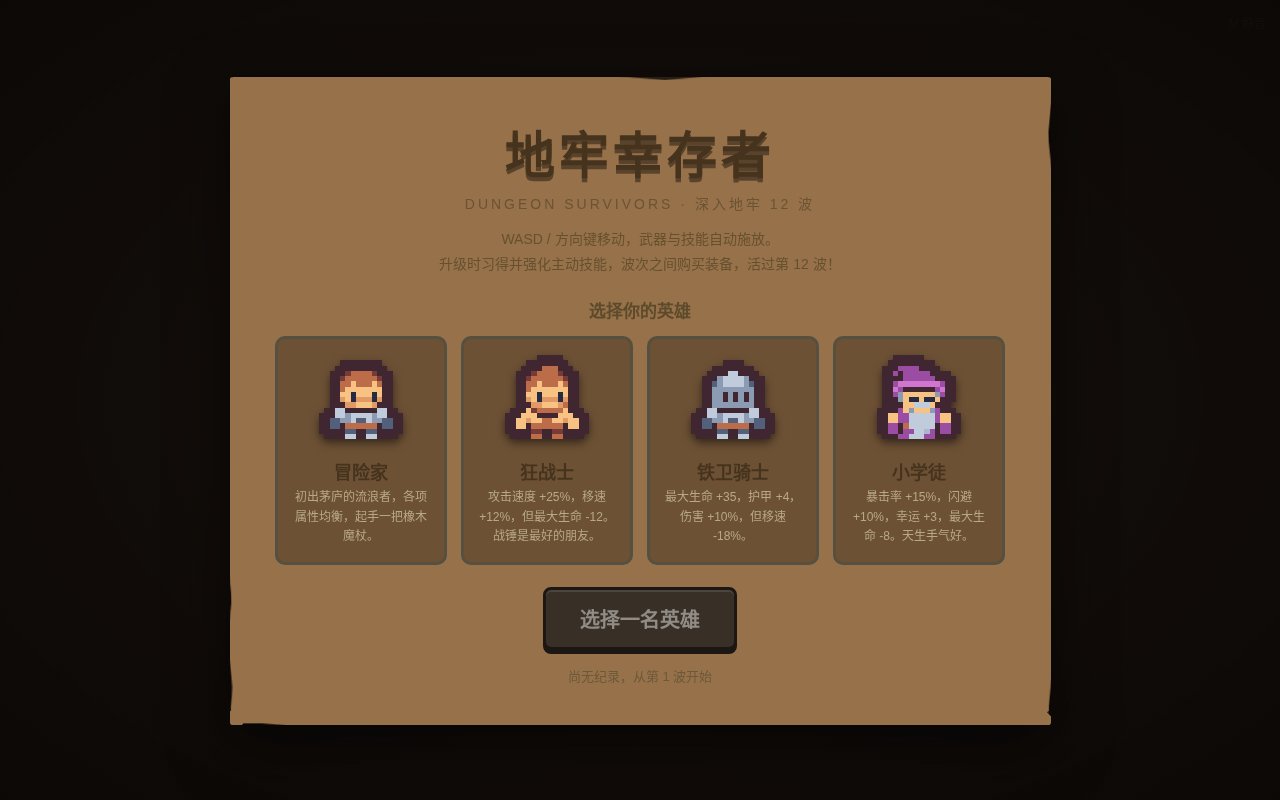 地牢幸存者
DUNGEON SURVIVORS · 深入地牢 12 波
WASD / 方向键移动，武器与技能自动施放。
升级时习得并强化主动技能，波次之间购买装备，活过第 12 波！
选择你的英雄
冒险家
初出茅庐的流浪者，各项
属性均衡，起手一把橡木
魔杖。
狂战士
攻击速度 +25%，移速
+12%，但最大生命 -12。
战锤是最好的朋友。
铁卫骑士
最大生命 +35，护甲 +4，
伤害 +10%，但移速
-18%。
小学徒
暴击率 +15%，闪避
+10%，幸运 +3，最大生
命 -8。天生手气好。
选择一名英雄
尚无纪录，从第 1 波开始